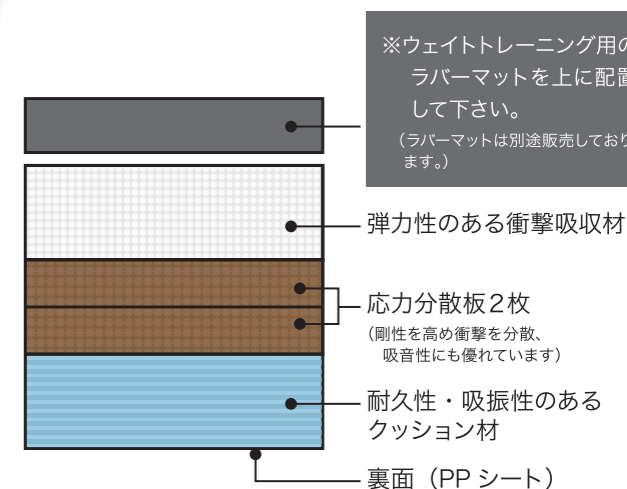 ※ウェイトトレーニング用の
ラバーマットを上に配置
して下さい。
（ラバーマットは別途販売しており
ます。）
弾力性のある衝撃吸収材
応力分散板2枚
（剛性を高め衝撃を分散、
吸音性にも優れています）
耐久性・吸振性のある
クッション材
裏面（PP シート）